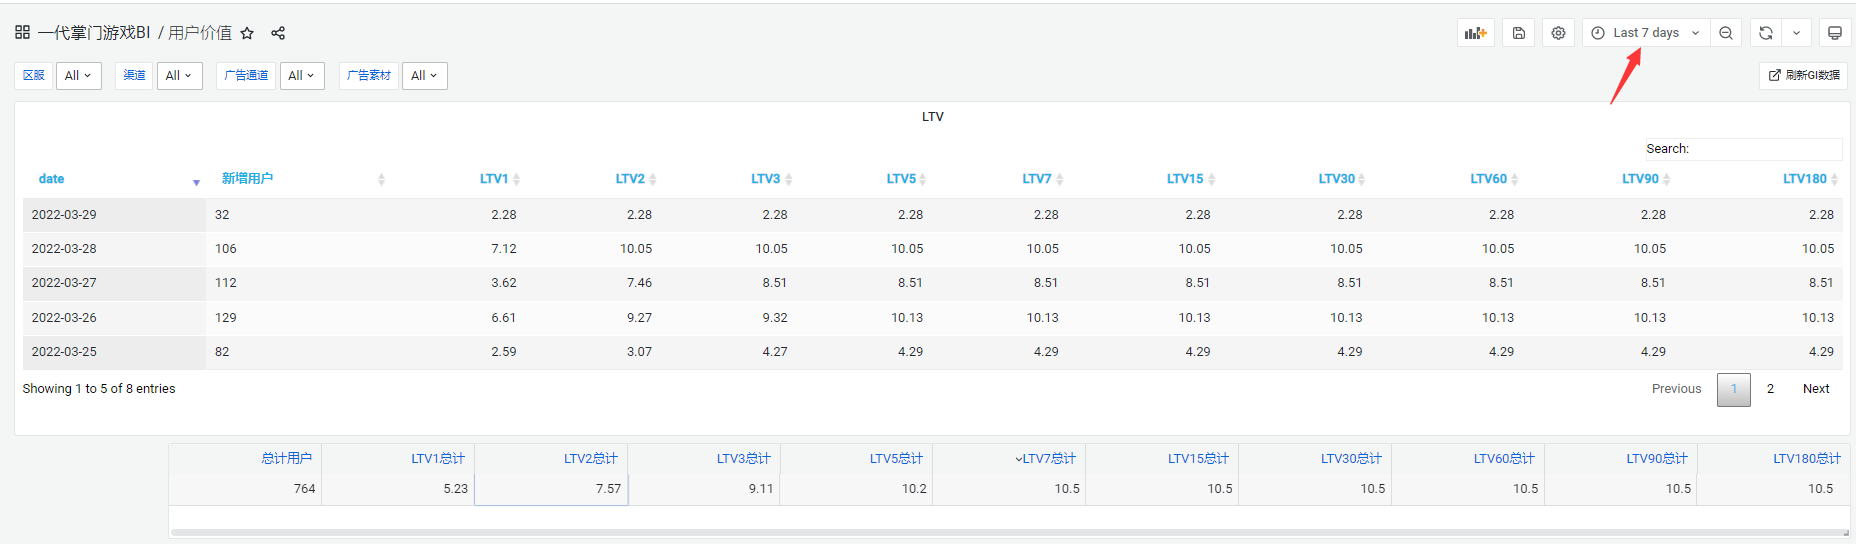 一代掌门游戏BI / 用户价值
Last 7 days
区服 All 渠道 All 广告通道 All 广告素材 All
刷新GI数据
LTV
Search:
date 新增用户 LTV1 LTV2 LTV3 LTV5 LTV7 LTV15 LTV30 LTV60 LTV90 LTV180
2022-03-29 32 2.28 2.28 2.28 2.28 2.28 2.28 2.28 2.28 2.28 2.28
2022-03-28 106 7.12 10.05 10.05 10.05 10.05 10.05 10.05 10.05 10.05 10.05
2022-03-27 112 3.62 7.46 8.51 8.51 8.51 8.51 8.51 8.51 8.51 8.51
2022-03-26 129 6.61 9.27 9.32 10.13 10.13 10.13 10.13 10.13 10.13 10.13
2022-03-25 82 2.59 3.07 4.27 4.29 4.29 4.29 4.29 4.29 4.29 4.29
Showing 1 to 5 of 8 entries
Previous 1 2 Next
总计用户 LTV1总计 LTV2总计 LTV3总计 LTV5总计 LTV7总计 LTV15总计 LTV30总计 LTV60总计 LTV90总计 LTV180总计
764 5.23 7.57 9.11 10.2 10.5 10.5 10.5 10.5 10.5 10.5